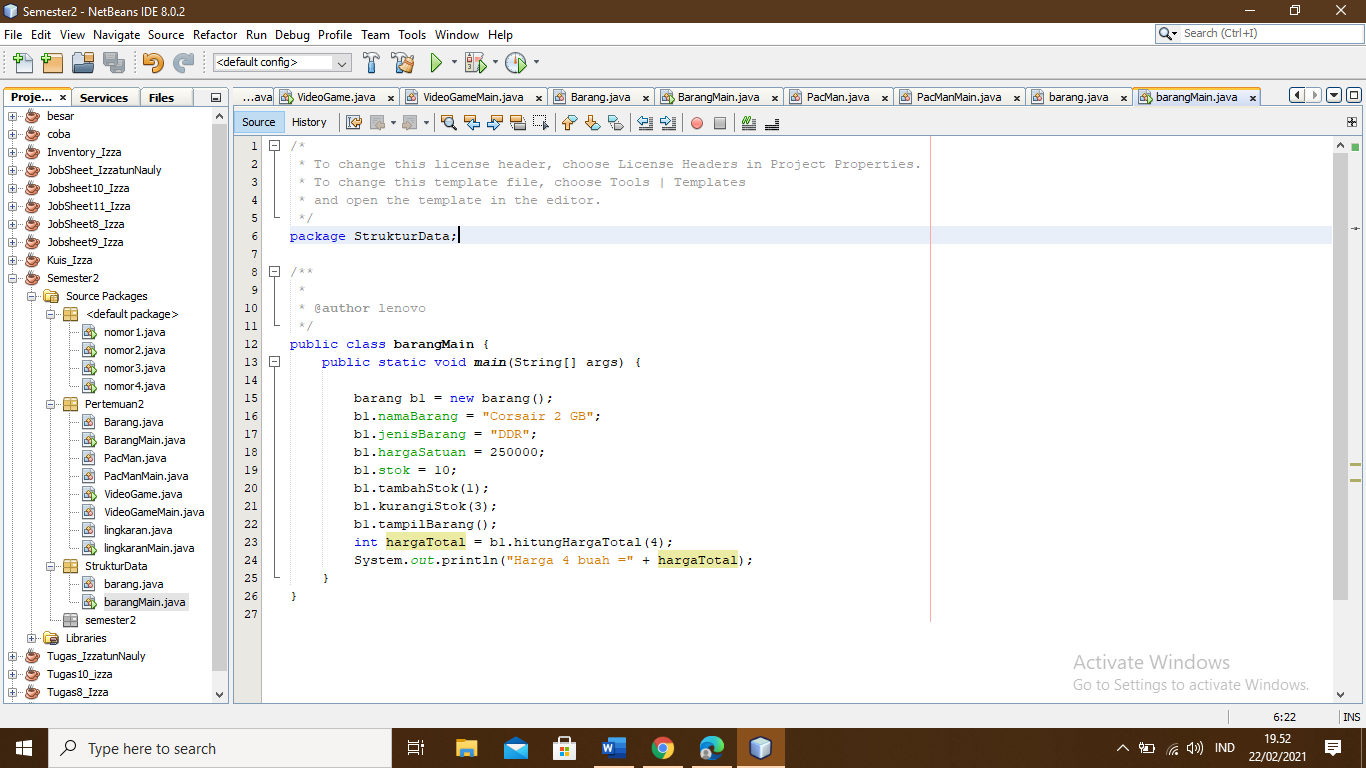 Semester2 - NetBeans IDE 8.0.2
File Edit View Navigate Source Refactor Run Debug Profile Team Tools Window Help
Search (Ctrl+I)
<default config>
Proje... × Services Files
...ava VideoGame.java × VideoGameMain.java × Barang.java × BarangMain.java × PacMan.java × PacManMain.java × barang.java × barangMain.java ×
Source History
besar
coba
Inventory_Izza
JobSheet_IzzatunNauly
Jobsheet10_Izza
JobSheet11_Izza
JobSheet8_Izza
Jobsheet9_Izza
Kuis_Izza
Semester2
Source Packages
<default package>
nomor1.java
nomor2.java
nomor3.java
nomor4.java
Pertemuan2
Barang.java
BarangMain.java
PacMan.java
PacManMain.java
VideoGame.java
VideoGameMain.java
lingkaran.java
lingkaranMain.java
StrukturData
barang.java
barangMain.java
semester2
Libraries
Tugas_IzzatunNauly
Tugas10_izza
Tugas8_Izza
1 /*
2 * To change this license header, choose License Headers in Project Properties.
3 * To change this template file, choose Tools | Templates
4 * and open the template in the editor.
5 */
6 package StrukturData;
7
8 /**
9 *
10 * @author lenovo
11 */
12 public class barangMain {
13 public static void main(String[] args) {
14
15 barang bl = new barang();
16 bl.namaBarang = "Corsair 2 GB";
17 bl.jenisBarang = "DDR";
18 bl.hargaSatuan = 250000;
19 bl.stok = 10;
20 bl.tambahStok(1);
21 bl.kurangiStok(3);
22 bl.tampilBarang();
23 int hargaTotal = bl.hitungHargaTotal(4);
24 System.out.println("Harga 4 buah =" + hargaTotal);
25 }
26 }
27
Activate Windows
Go to Settings to activate Windows.
6:22 INS
Type here to search
IND
19.52
22/02/2021